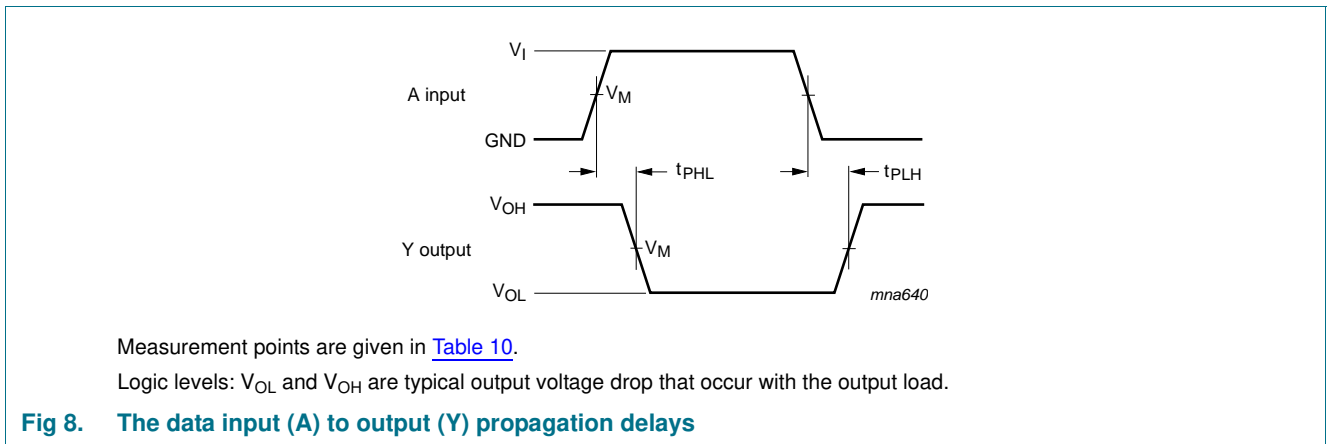 VI
A input
VM
GND
tPHL
tPLH
VOH
Y output
VM
VOL
mna640
Measurement points are given in Table 10.
Logic levels: VOL and VOH are typical output voltage drop that occur with the output load.
Fig 8. The data input (A) to output (Y) propagation delays